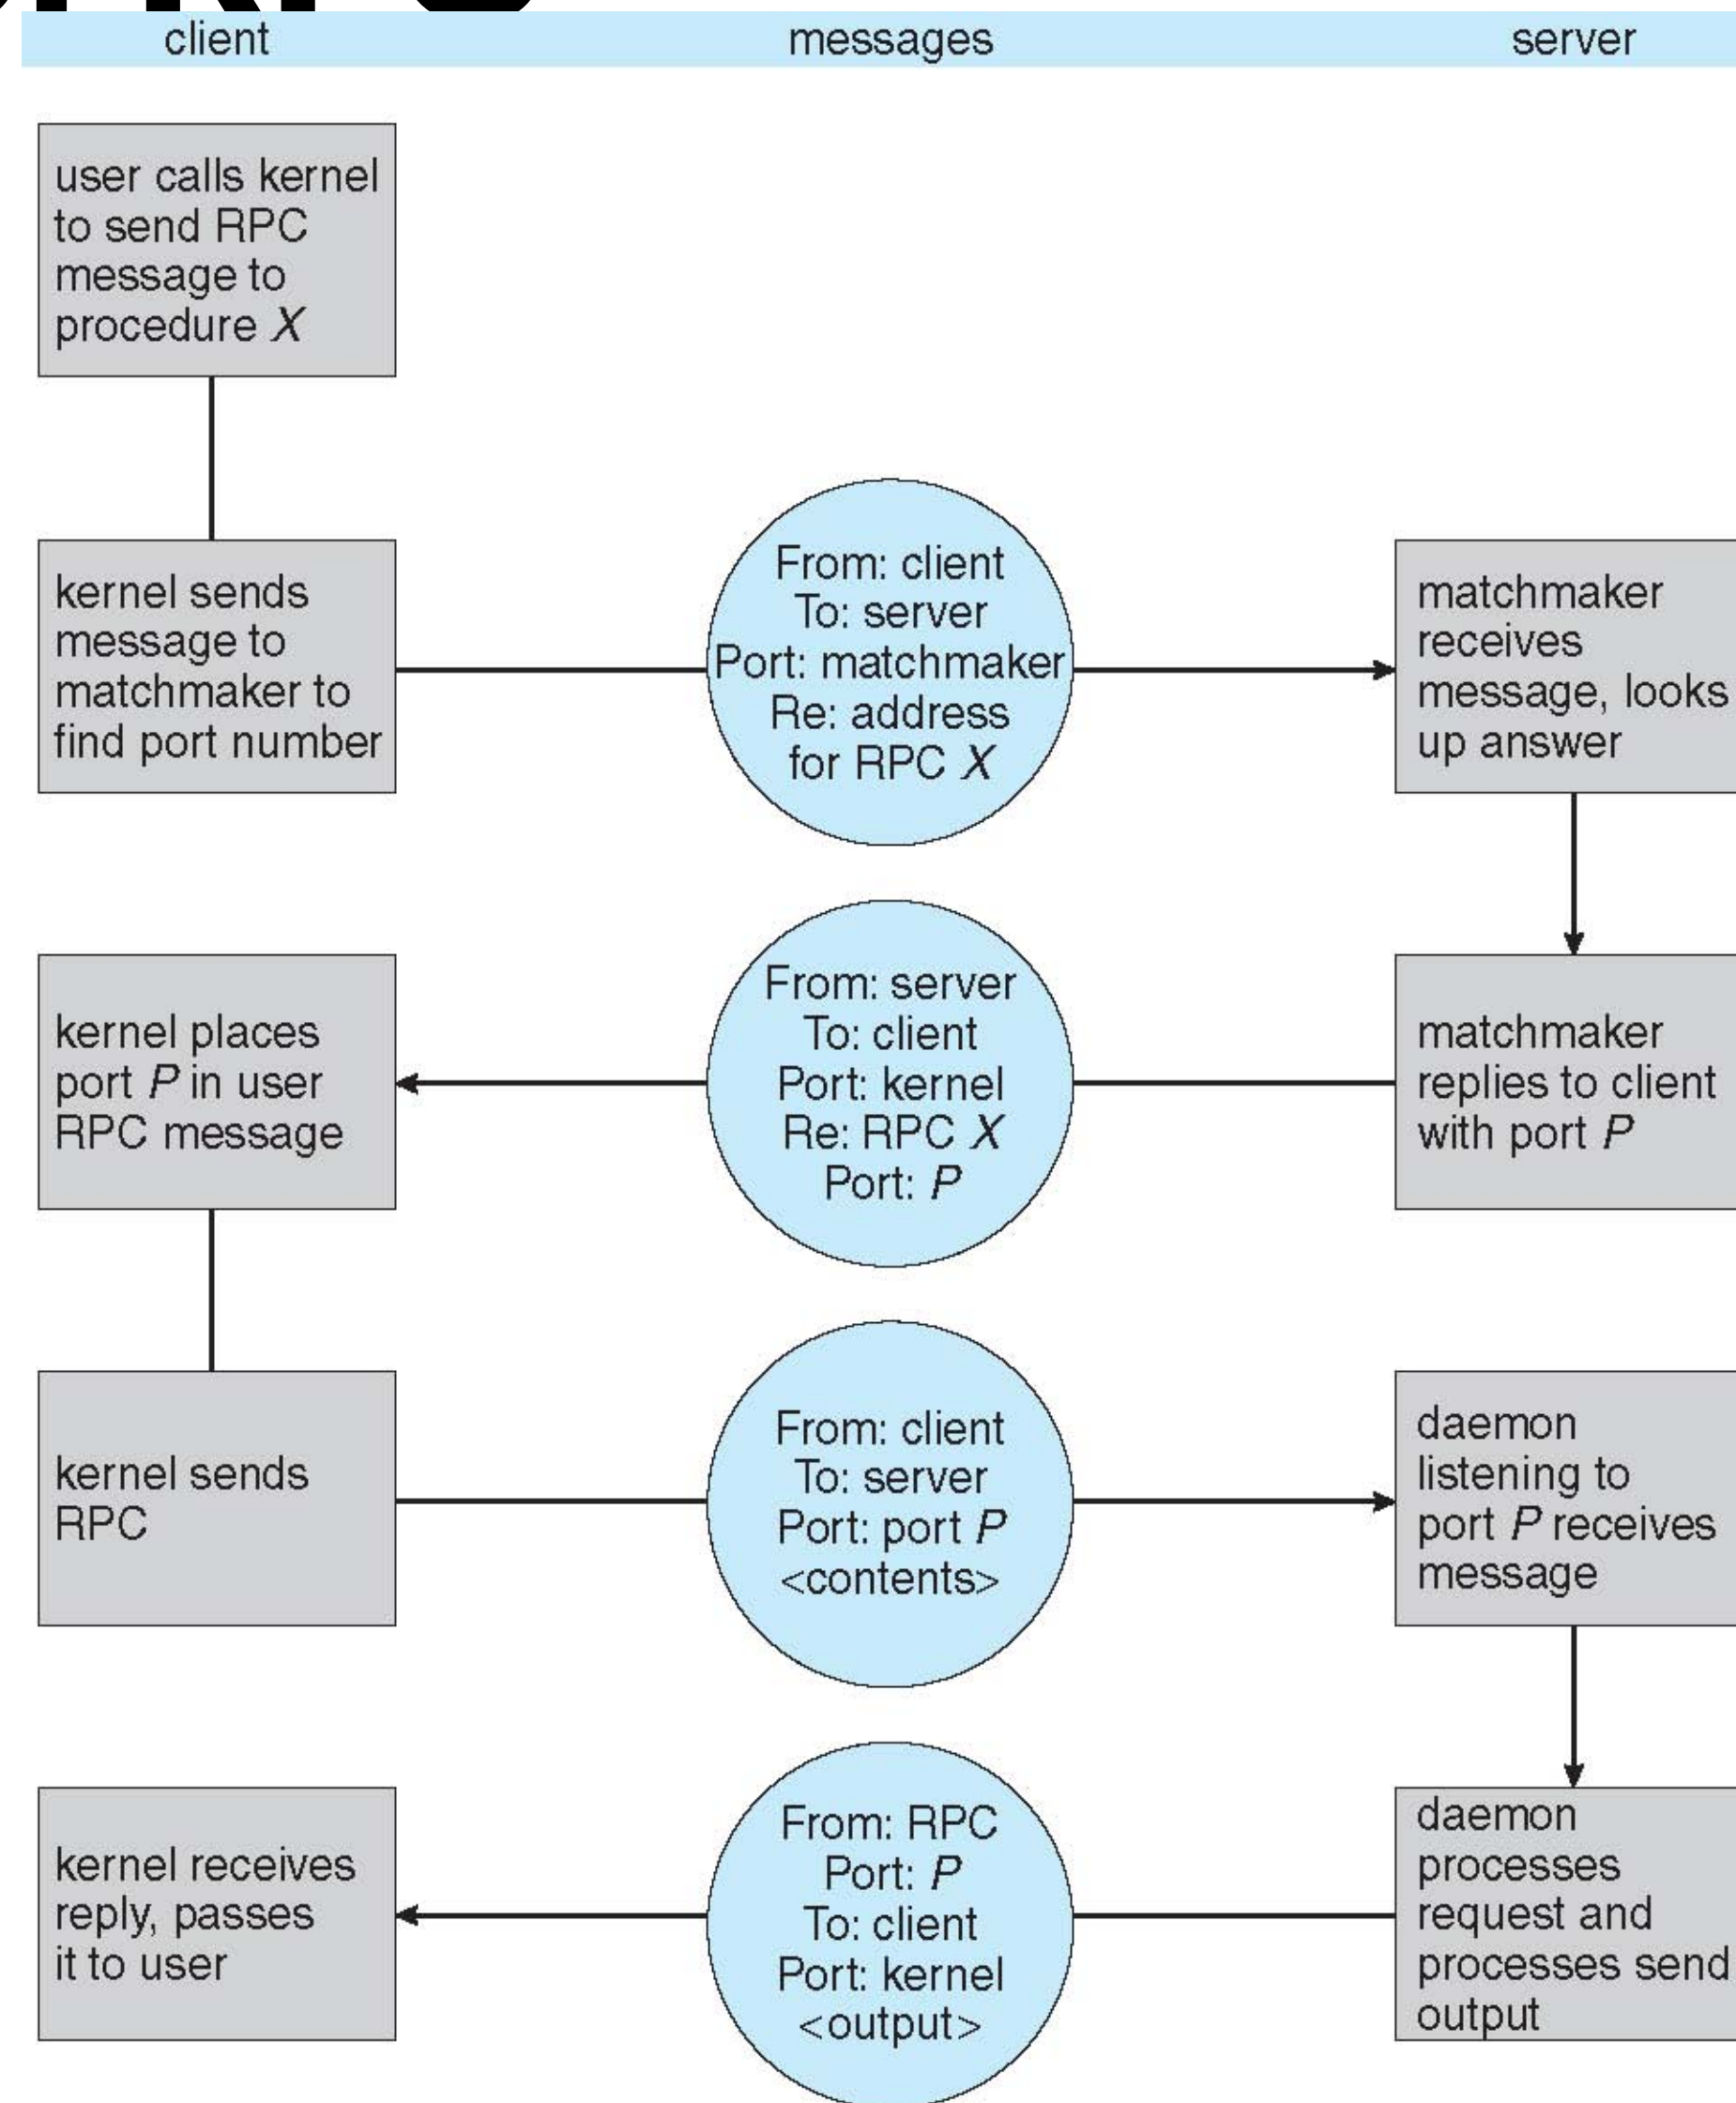 client
messages
server
user calls kernel
to send RPC
message to
procedure X
kernel sends
message to
matchmaker to
find port number
From: client
To: server
Port: matchmaker
Re: address
for RPC X
matchmaker
receives
message, looks
up answer
kernel places
port P in user
RPC message
From: server
To: client
Port: kernel
Re: RPC X
Port: P
matchmaker
replies to client
with port P
kernel sends
RPC
From: client
To: server
Port: port P
<contents>
daemon
listening to
port P receives
message
kernel receives
reply, passes
it to user
From: RPC
Port: P
To: client
Port: kernel
<output>
daemon
processes
request and
processes send
output